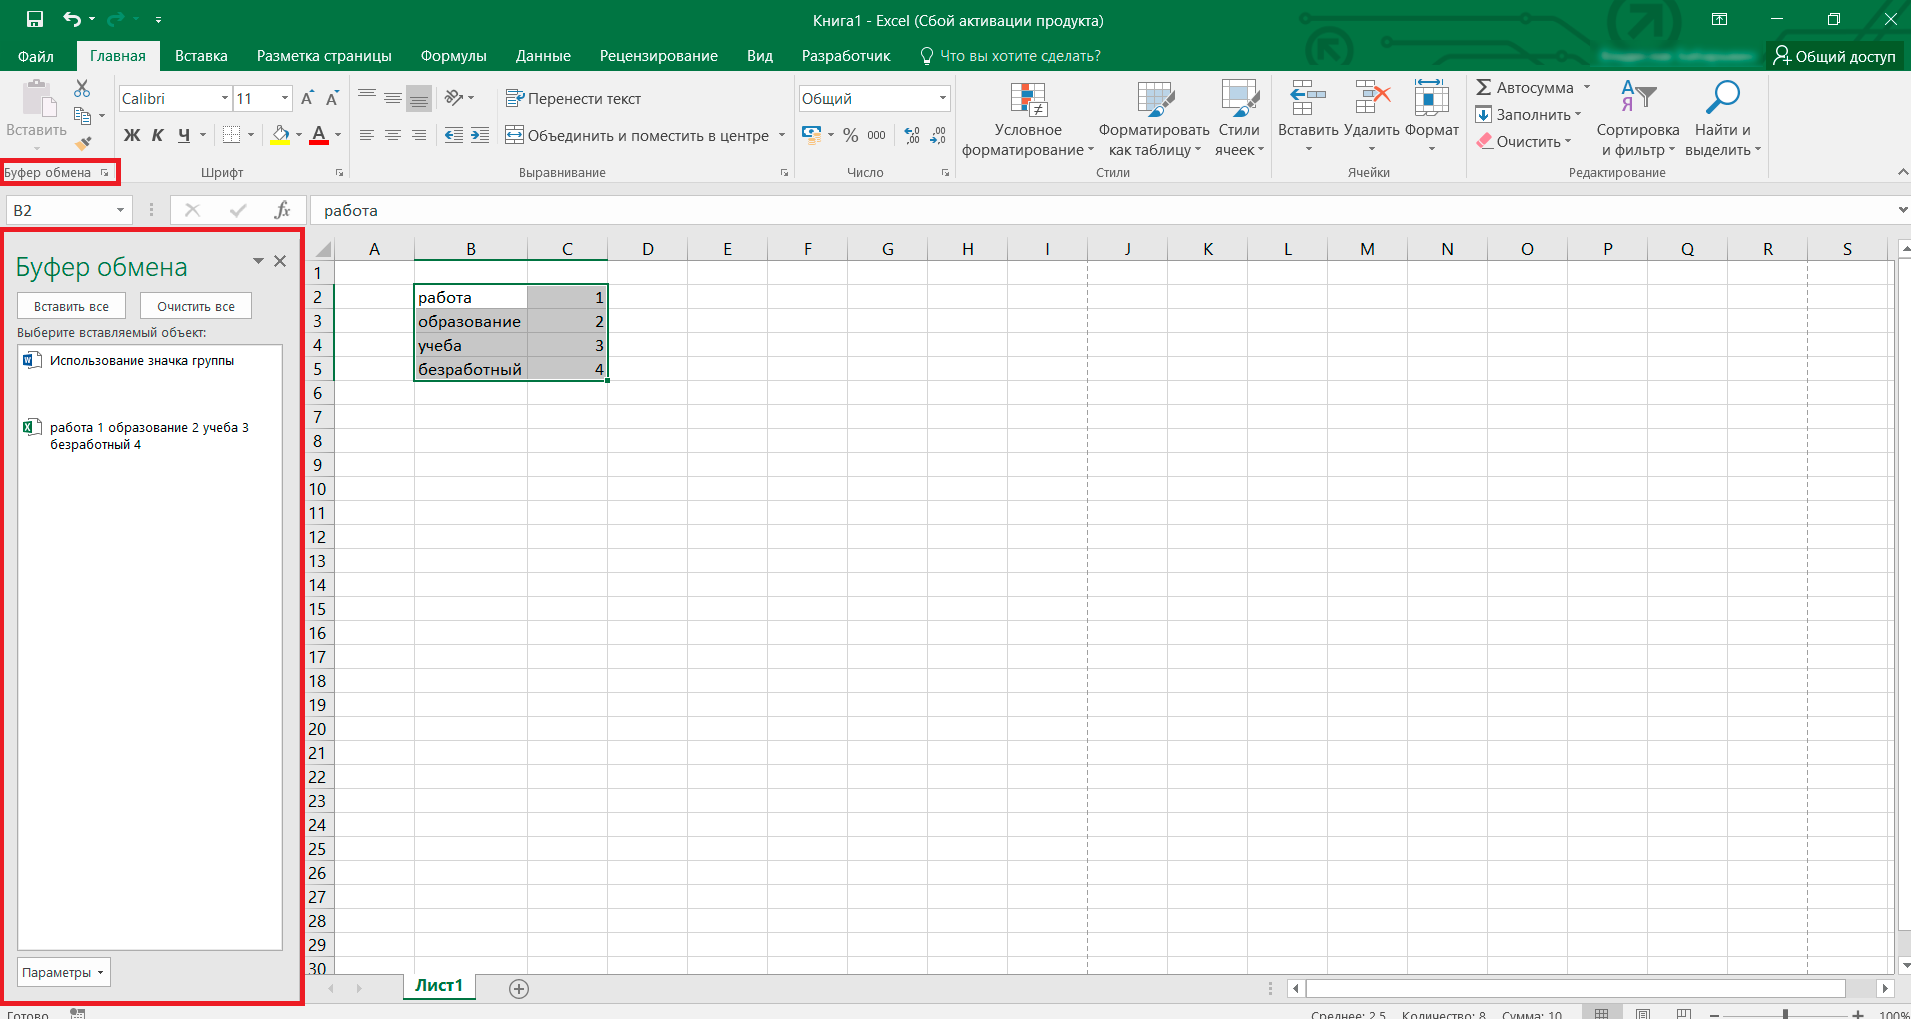 Книга1 - Excel (Сбой активации продукта)
Файл Главная Вставка Разметка страницы Формулы Данные Рецензирование Вид Разработчик Что вы хотите сделать? Общий доступ
Вставить
Calibri 11
Ж К Ч А
Перенести текст
Объединить и поместить в центре
Общий
% 000
Условное форматирование
Форматировать как таблицу
Стили ячеек
Вставить Удалить Формат
Автосумма
Заполнить
Очистить
Сортировка и фильтр
Найти и выделить
Буфер обмена Шрифт Выравнивание Число Стили Ячейки Редактирование
B2 fx работа
Буфер обмена
Вставить все Очистить все
Выберите вставляемый объект:
Использование значка группы
работа 1 образование 2 учеба 3
безработный 4
Параметры
A B C D E F G H I J K L M N O P Q R S
1
2 работа 1
3 образование 2
4 учеба 3
5 безработный 4
6
7
8
9
10
11
12
13
14
15
16
17
18
19
20
21
22
23
24
25
26
27
28
29
30
Лист1
Готово Среднее: 2,5 Количество: 8 Сумма: 10 100%